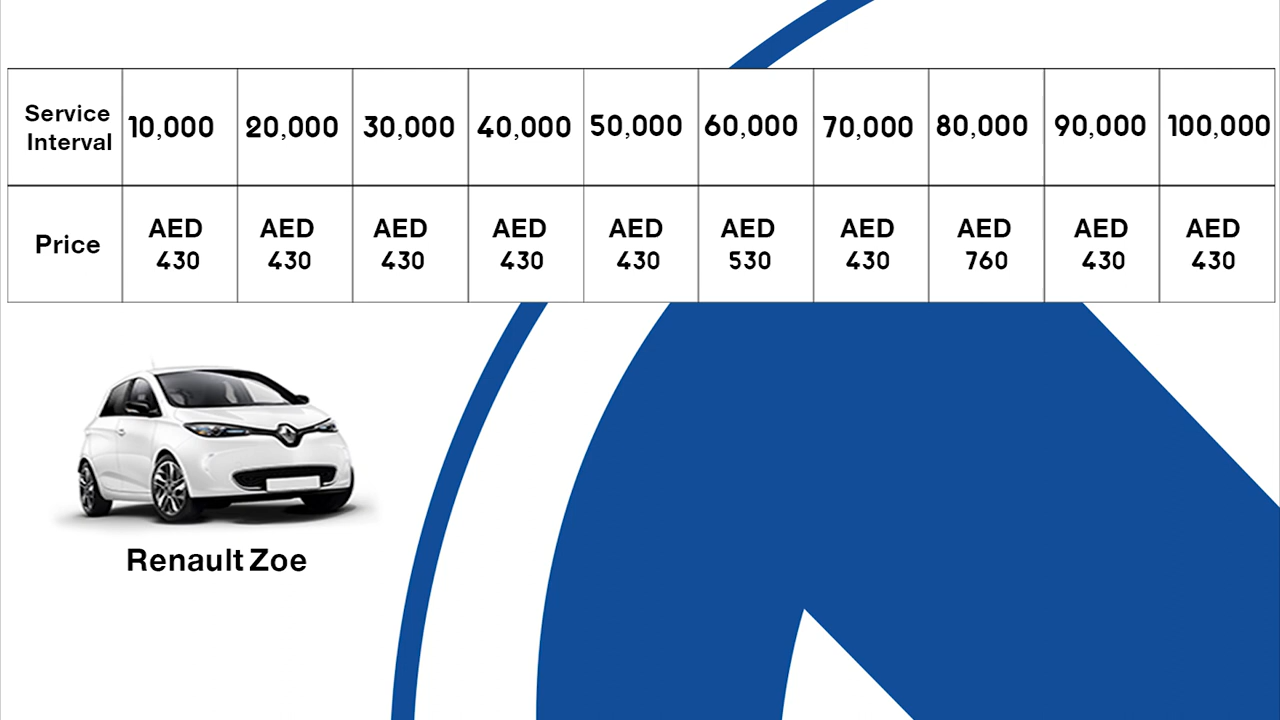 Service Interval 10,000 20,000 30,000 40,000 50,000 60,000 70,000 80,000 90,000 100,000
Price AED 430 AED 430 AED 430 AED 430 AED 430 AED 530 AED 430 AED 760 AED 430 AED 430
Renault Zoe